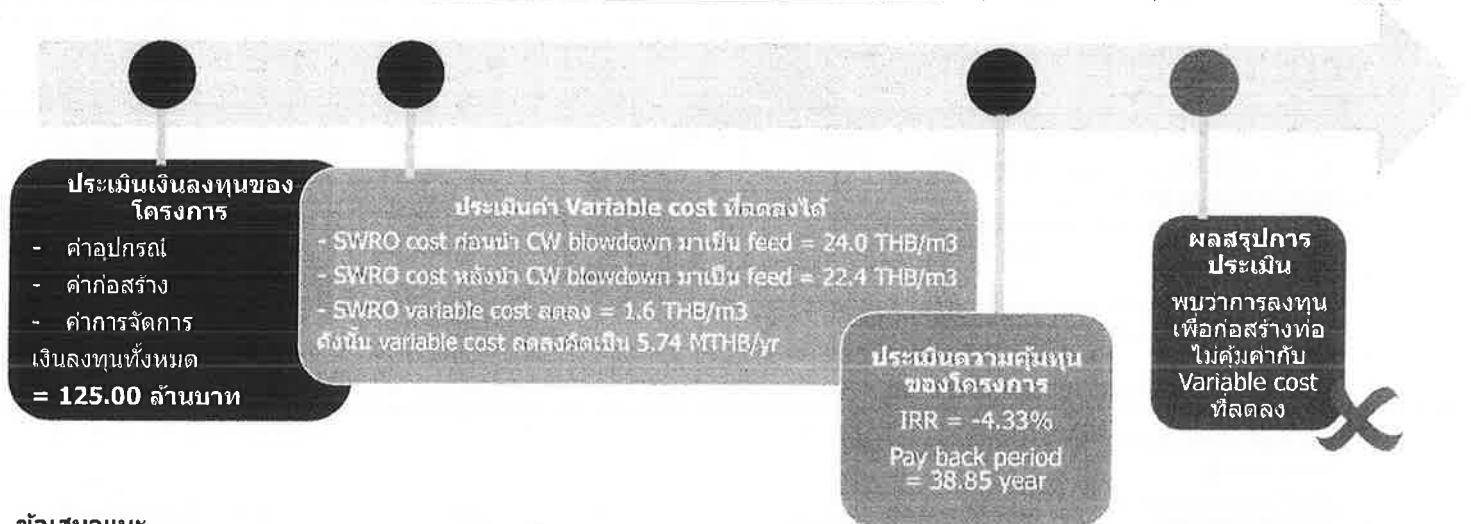 ประเมินเงินลงทุนของ
โครงการ
- ค่าอุปกรณ์
- ค่าก่อสร้าง
- ค่าการจัดการ
เงินลงทุนทั้งหมด
= 125.00 ล้านบาท
ประเมินค่า Variable cost ที่ลดลงได้
- SWRO cost ก่อนนำ CW blowdown มาเป็น feed = 24.0 THB/m3
- SWRO cost หลังนำ CW blowdown มาเป็น feed = 22.4 THB/m3
- SWRO variable cost ลดลง = 1.6 THB/m3
ดังนั้น variable cost ลดลงคิดเป็น 5.74 MTHB/yr
ประเมินความคุ้มทุน
ของโครงการ
IRR = -4.33%
Pay back period
= 38.85 year
ผลสรุปการ
ประเมิน
พบว่าการลงทุน
เพื่อก่อสร้างท่อ
ไม่คุ้มค่ากับ
Variable cost
ที่ลดลง
ข้อเสนอแนะ